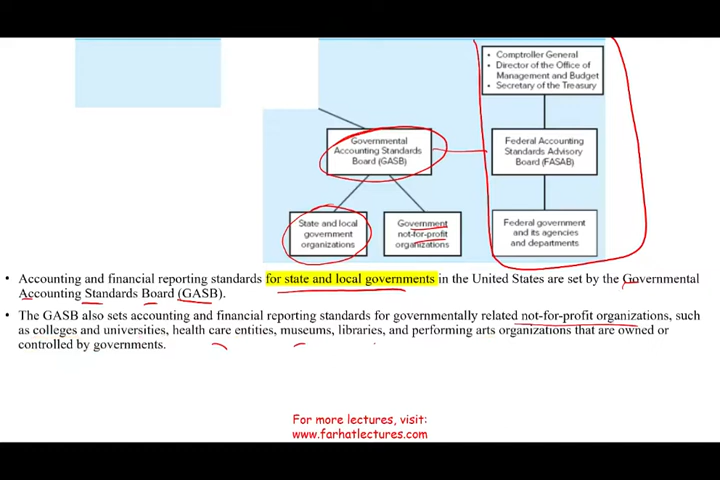 • Comptroller General
• Director of the Office of
Management and Budget
• Secretary of the Treasury
Governmental
Accounting Standards
Board (GASB)
Federal Accounting
Standards Advisory
Board (FASAB)
State and local
government
organizations
Government
not-for-profit
organizations
Federal government
and its agencies
and departments
• Accounting and financial reporting standards for state and local governments in the United States are set by the Governmental
Accounting Standards Board (GASB).
• The GASB also sets accounting and financial reporting standards for governmentally related not-for-profit organizations, such
as colleges and universities, health care entities, museums, libraries, and performing arts organizations that are owned or
controlled by governments.
For more lectures, visit:
www.farhatlectures.com